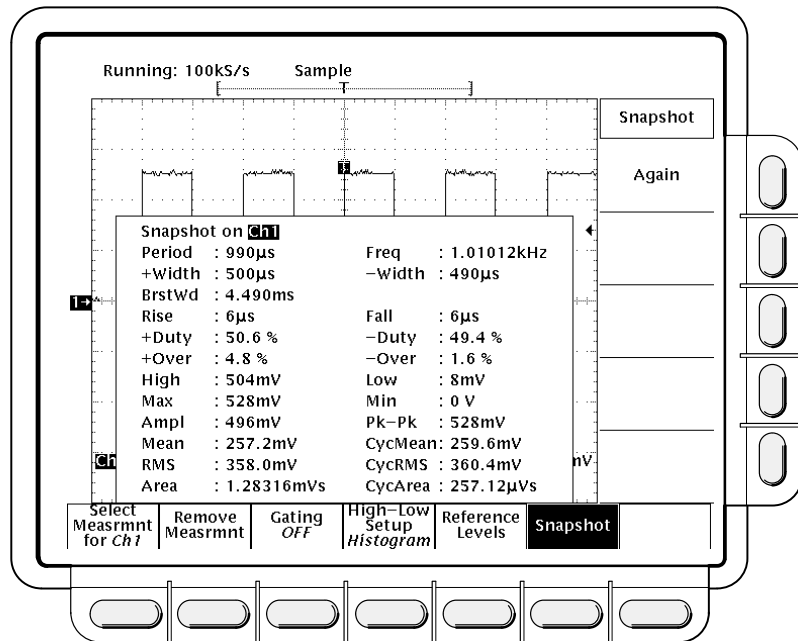 Running: 100kS/s Sample
T
Snapshot
Again
Snapshot on Ch1
Period : 990µs Freq : 1.01012kHz
+Width : 500µs −Width : 490µs
1→
BrstWd : 4.490ms
Rise : 6µs Fall : 6µs
+Duty : 50.6 % −Duty : 49.4 %
+Over : 4.8 % −Over : 1.6 %
High : 504mV Low : 8mV
Max : 528mV Min : 0 V
Ampl : 496mV Pk−Pk : 528mV
Mean : 257.2mV CycMean: 259.6mV
Ch mV
RMS : 358.0mV CycRMS : 360.4mV
Area : 1.28316mVs CycArea : 257.12µVs
Select
Measrmnt
for Ch1
Remove
Measrmnt
Gating
OFF
High−Low
Setup
Histogram
Reference
Levels
Snapshot